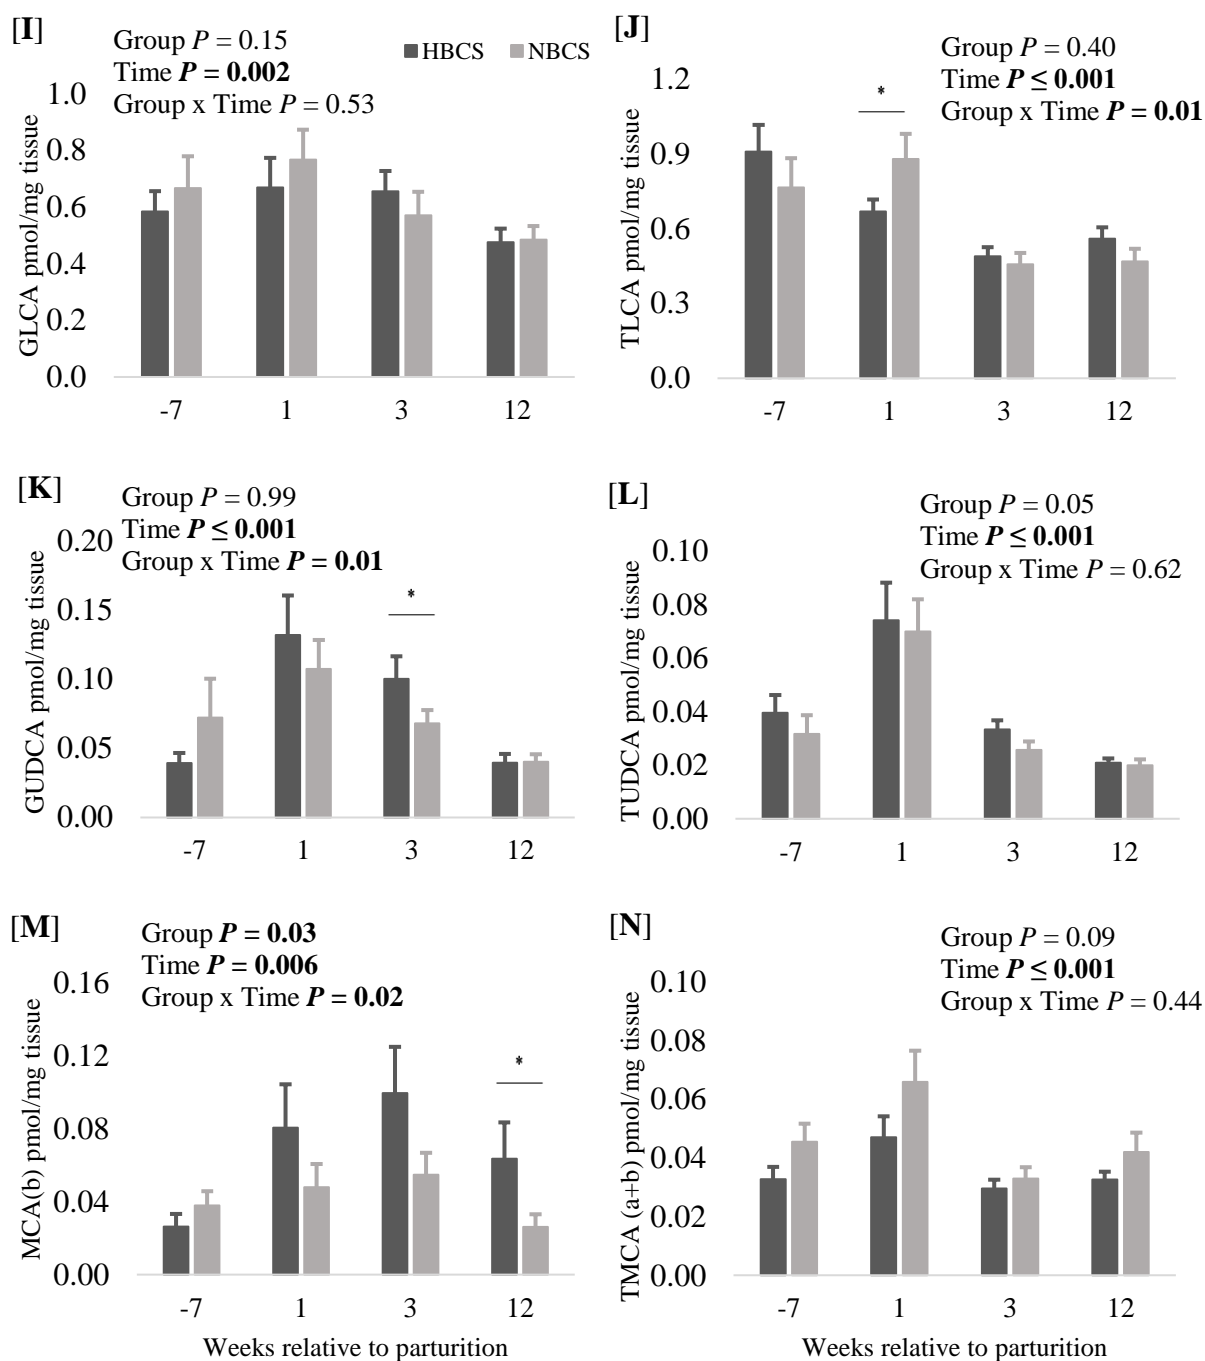 [I]
Group P = 0.15
Time P = 0.002
Group x Time P = 0.53
HBCS NBCS
GLCA pmol/mg tissue
1.0
0.8
0.6
0.4
0.2
0.0
-7 1 3 12
[J]
Group P = 0.40
Time P ≤ 0.001
Group x Time P = 0.01
TLCA pmol/mg tissue
1.2
0.9
0.6
0.3
0.0
*
-7 1 3 12
[K]
Group P = 0.99
Time P ≤ 0.001
Group x Time P = 0.01
GUDCA pmol/mg tissue
0.20
0.15
0.10
0.05
0.00
*
-7 1 3 12
[L]
Group P = 0.05
Time P ≤ 0.001
Group x Time P = 0.62
TUDCA pmol/mg tissue
0.10
0.08
0.06
0.04
0.02
0.00
-7 1 3 12
[M]
Group P = 0.03
Time P = 0.006
Group x Time P = 0.02
MCA(b) pmol/mg tissue
0.16
0.12
0.08
0.04
0.00
*
-7 1 3 12
Weeks relative to parturition
[N]
Group P = 0.09
Time P ≤ 0.001
Group x Time P = 0.44
TMCA (a+b) pmol/mg tissue
0.10
0.08
0.06
0.04
0.02
0.00
-7 1 3 12
Weeks relative to parturition